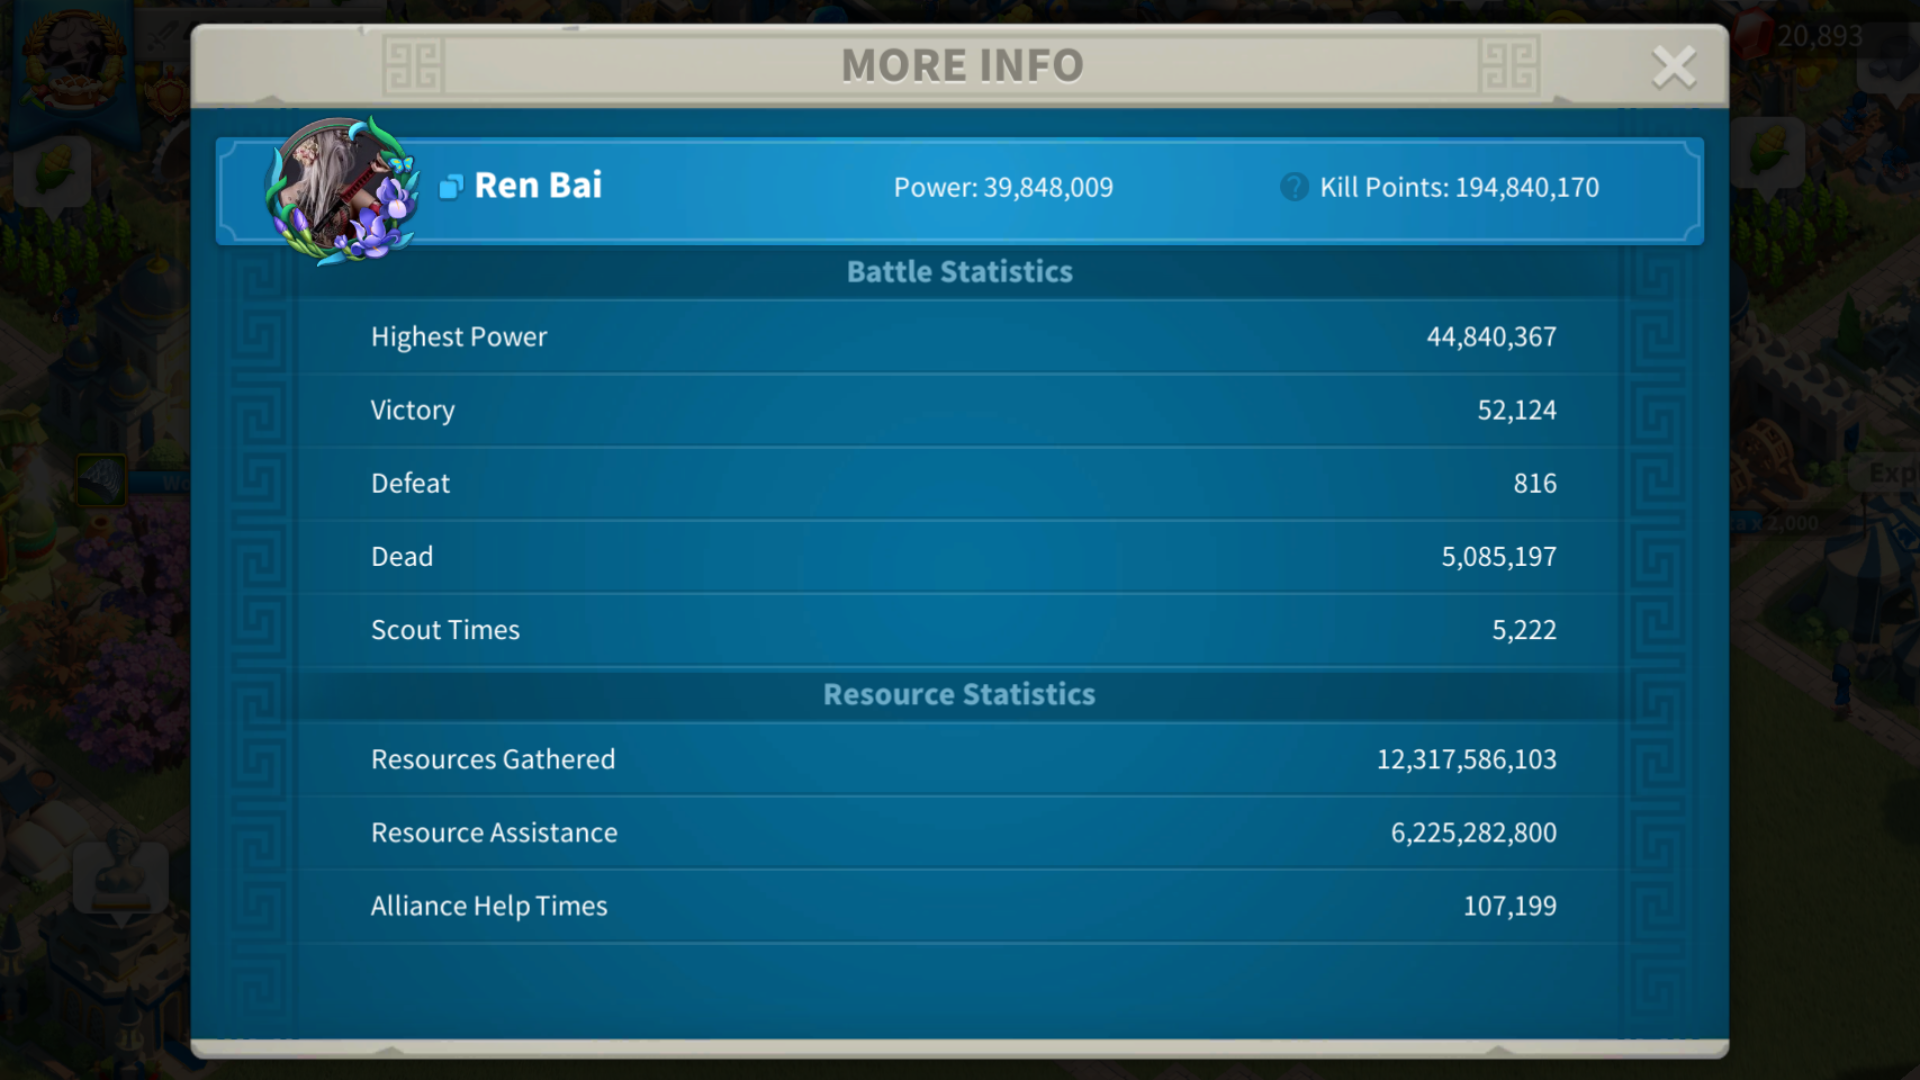 MORE INFO
20,893
Ren Bai
Power: 39,848,009
Kill Points: 194,840,170
Battle Statistics
Highest Power 44,840,367
Victory 52,124
Defeat 816
Dead 5,085,197
Scout Times 5,222
Resource Statistics
Resources Gathered 12,317,586,103
Resource Assistance 6,225,282,800
Alliance Help Times 107,199
x 2,000